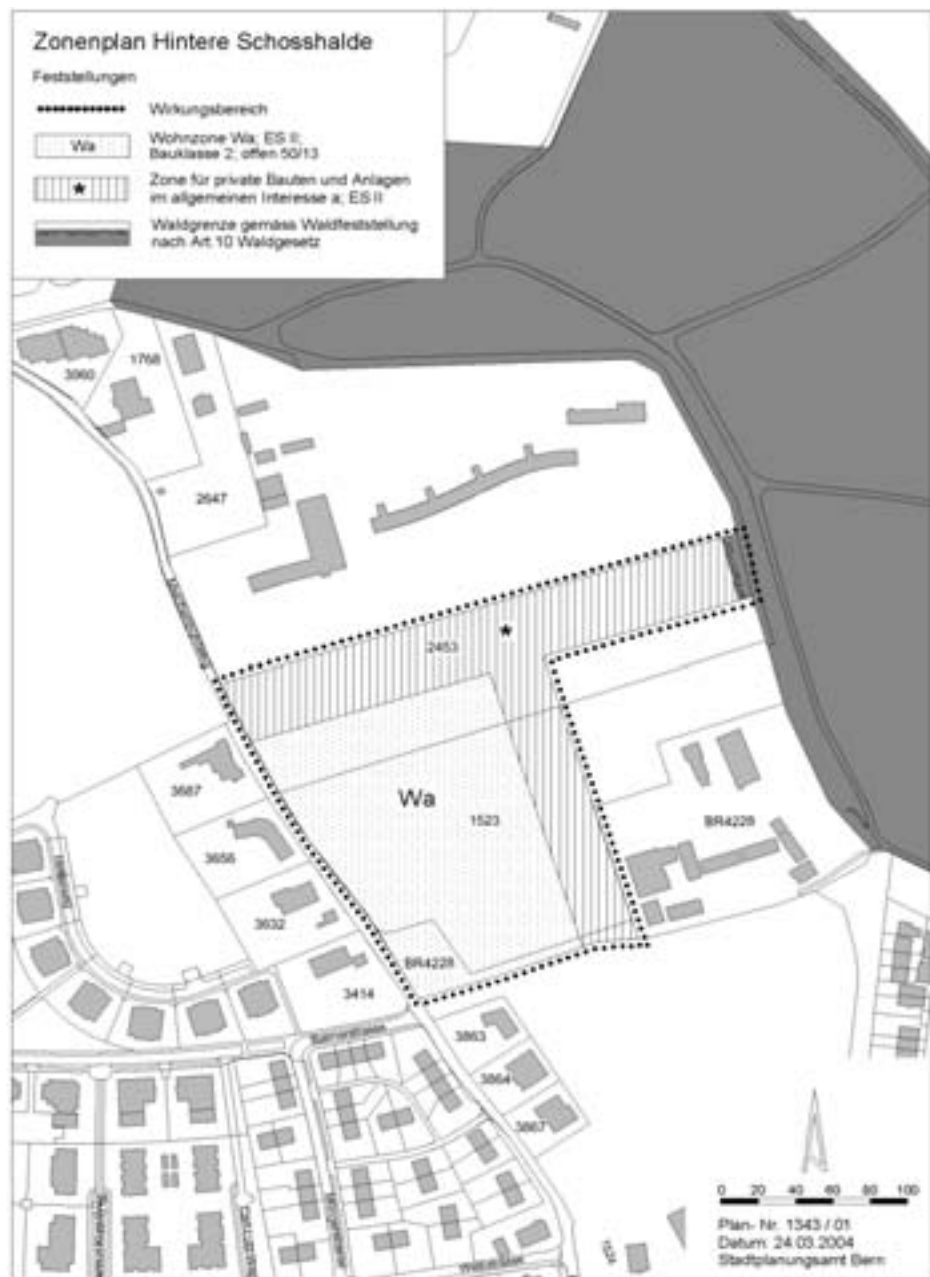 Zonenplan Hintere Schosshalde
Feststellungen
Wirkungsbereich
Wa
Wohnzone Wa; ES II;
Bauklasse 2; offen 50/13
Zone für private Bauten und Anlagen
im allgemeinen Interesse a; ES II
Waldgrenze gemäss Waldfeststellung
nach Art.10 Waldgesetz
3960
1768
2647
2453
3687
Wa
1523
BR4228
3656
3632
BR4228
3414
3863
3864
3867
0 20 40 60 80 100
Plan- Nr. 1343 / 01
Datum: 24.03.2004
Stadtplanungsamt Bern